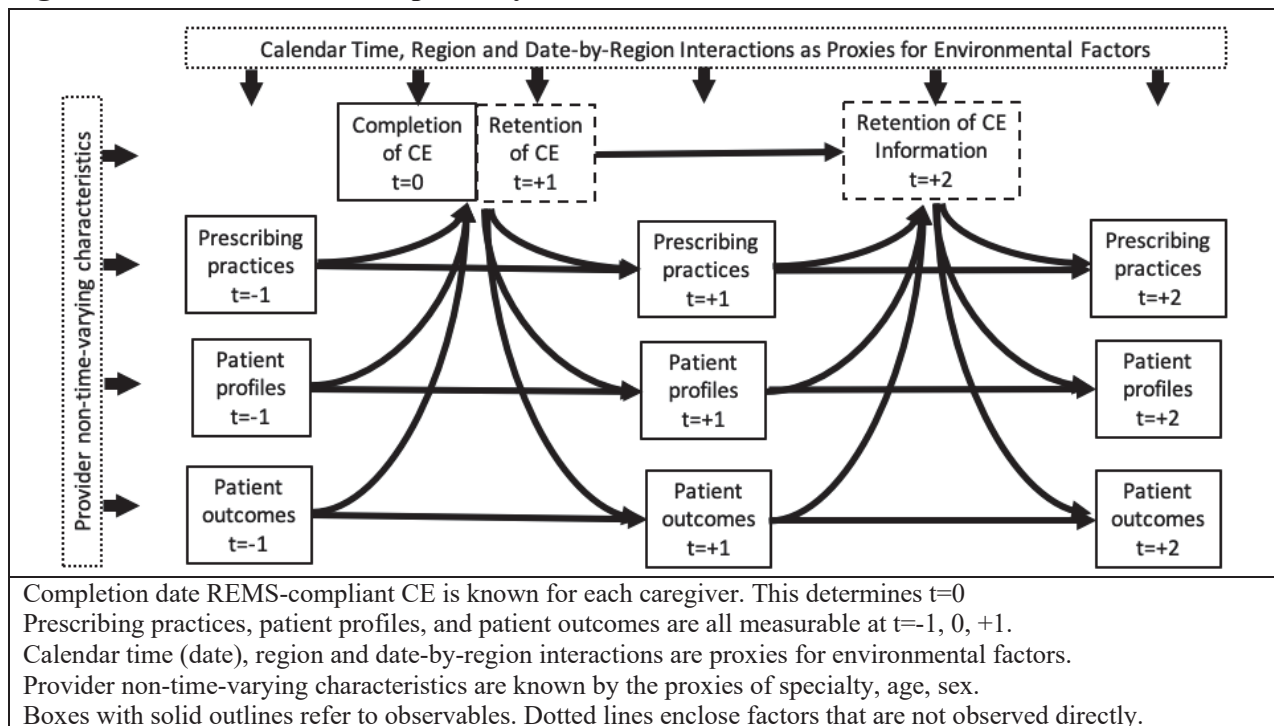 Calendar Time, Region and Date-by-Region Interactions as Proxies for Environmental Factors
Provider non-time-varying characteristics
Completion
of CE
t=0
Retention
of CE
t=+1
Retention of CE
Information
t=+2
Prescribing
practices
t=-1
Prescribing
practices
t=+1
Prescribing
practices
t=+2
Patient
profiles
t=-1
Patient
profiles
t=+1
Patient
profiles
t=+2
Patient
outcomes
t=-1
Patient
outcomes
t=+1
Patient
outcomes
t=+2
Completion date REMS-compliant CE is known for each caregiver. This determines t=0
Prescribing practices, patient profiles, and patient outcomes are all measurable at t=-1, 0, +1.
Calendar time (date), region and date-by-region interactions are proxies for environmental factors.
Provider non-time-varying characteristics are known by the proxies of specialty, age, sex.
Boxes with solid outlines refer to observables. Dotted lines enclose factors that are not observed directly.